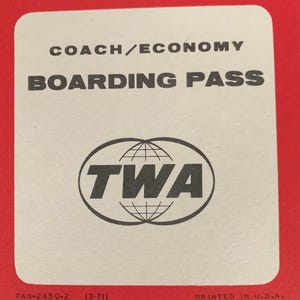 COACH/ECONOMY
BOARDING PASS
TWA
PAS-2450-2 (2-71) PRINTED IN U.S.A.